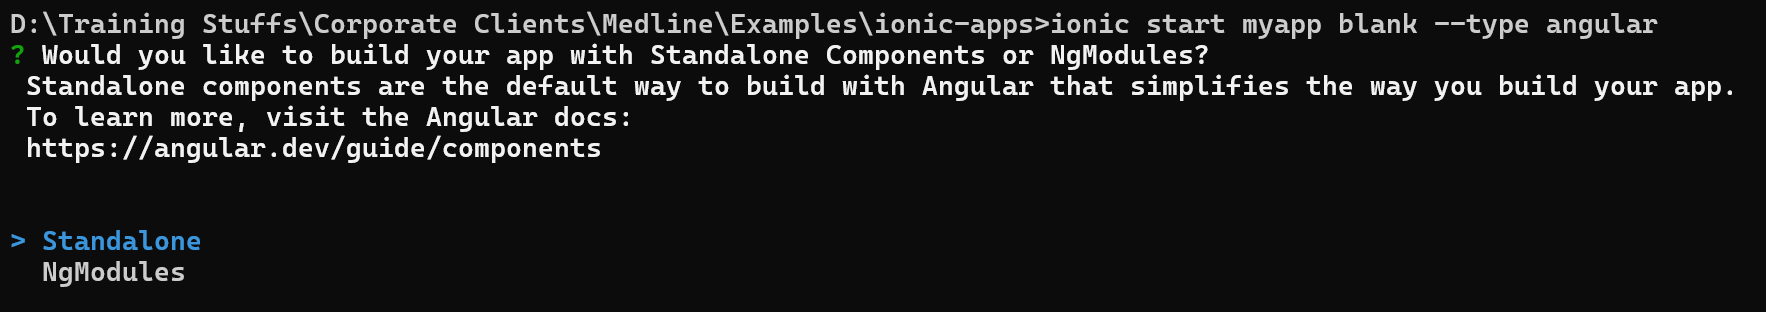 D:\Training Stuffs\Corporate Clients\Medline\Examples\ionic-apps>ionic start myapp blank --type angular
? Would you like to build your app with Standalone Components or NgModules?
Standalone components are the default way to build with Angular that simplifies the way you build your app.
To learn more, visit the Angular docs:
https://angular.dev/guide/components
> Standalone
NgModules